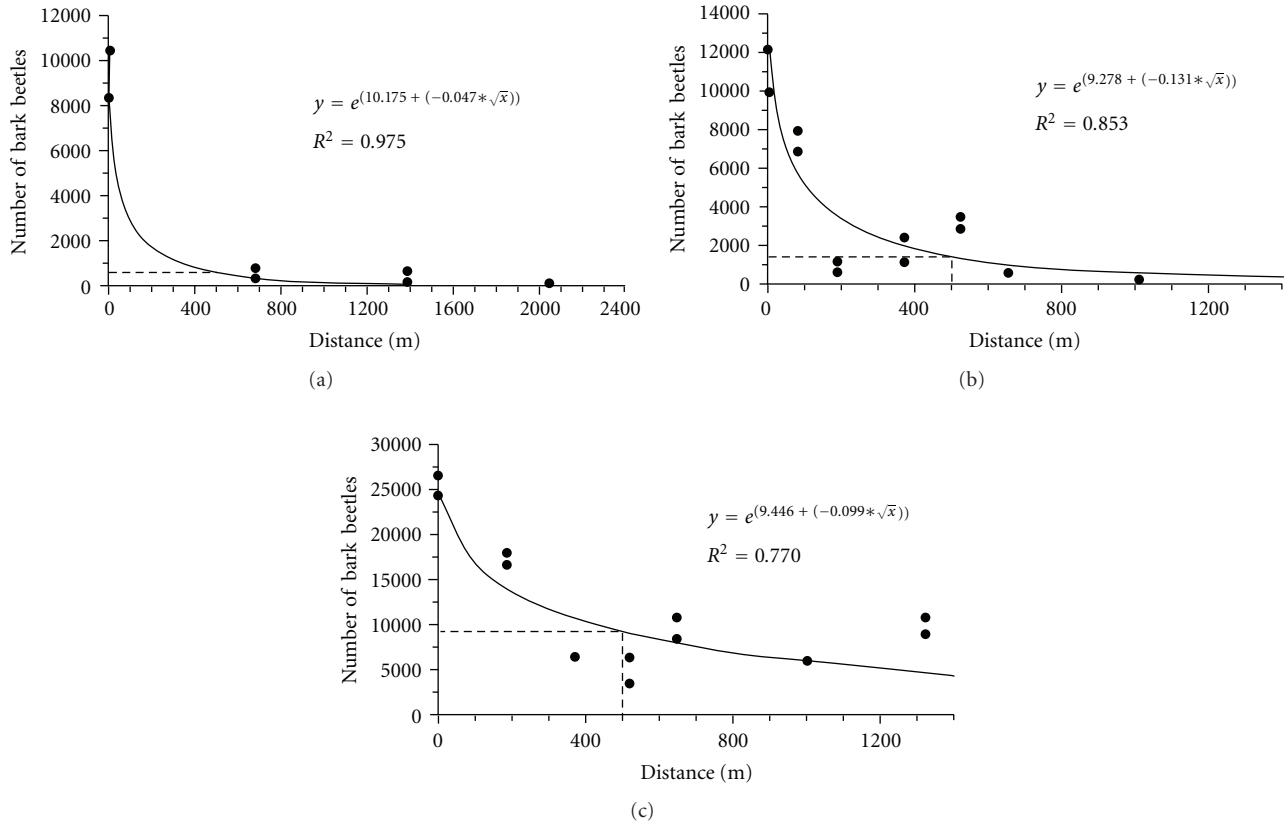 12000
10000
8000
6000
4000
2000
0
Number of bark beetles
y = e^(10.175 + (−0.047∗√x))
R² = 0.975
0 400 800 1200 1600 2000 2400
Distance (m)
(a)
14000
12000
10000
8000
6000
4000
2000
0
Number of bark beetles
y = e^(9.278 + (−0.131∗√x))
R² = 0.853
0 400 800 1200
Distance (m)
(b)
30000
25000
20000
15000
10000
5000
0
Number of bark beetles
y = e^(9.446 + (−0.099∗√x))
R² = 0.770
0 400 800 1200
Distance (m)
(c)